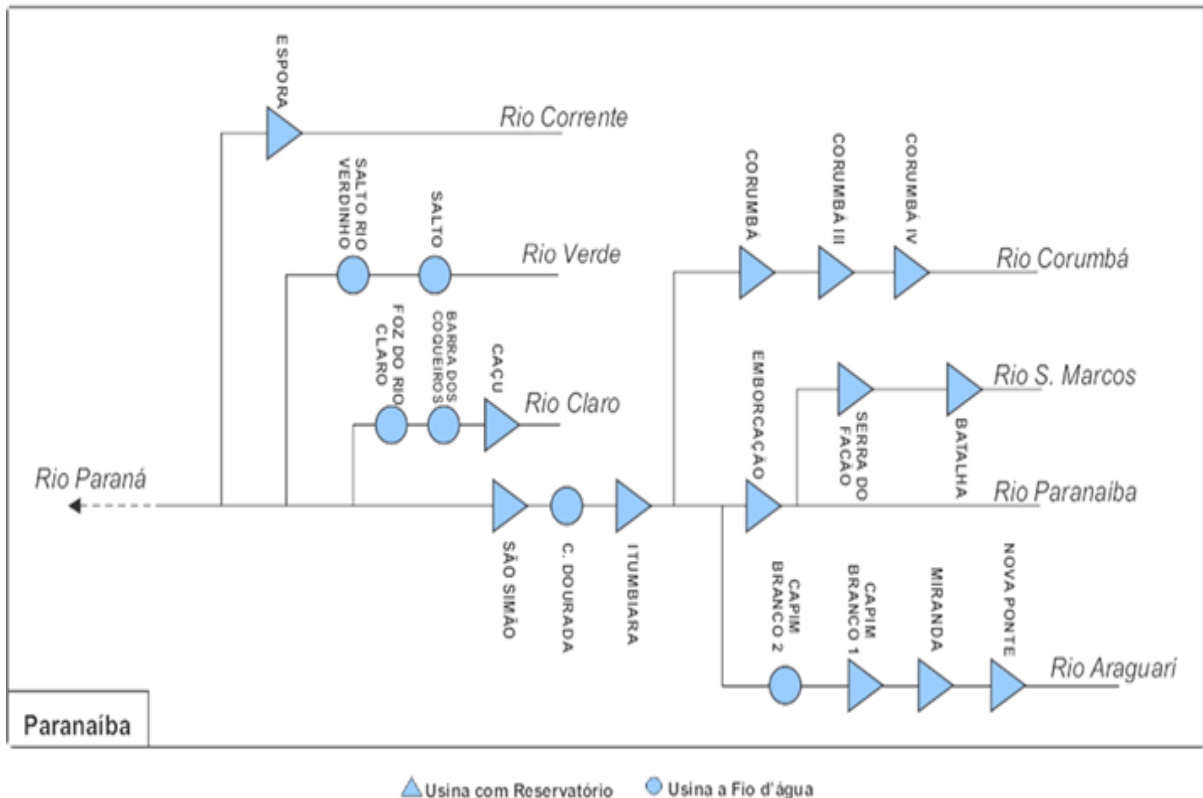 ESPORA
Rio Corrente
SALTO RIO
VERDINHO
SALTO
Rio Verde
CORUMBÁ
CORUMBÁ III
CORUMBÁ IV
Rio Corumbá
FOZ DO RIO
CLARO
BARRA DOS
COQUEIROS
CAÇU
Rio Claro
EMBORCAÇÃO
SERRA DO
FACÃO
BATALHA
Rio S. Marcos
Rio Paraná
SÃO SIMÃO
C. DOURADA
ITUMBIARA
Rio Paranaíba
CAPIM
BRANCO 2
CAPIM
BRANCO 1
MIRANDA
NOVA PONTE
Rio Araguari
Paranaíba
Usina com Reservatório
Usina a Fio d'água